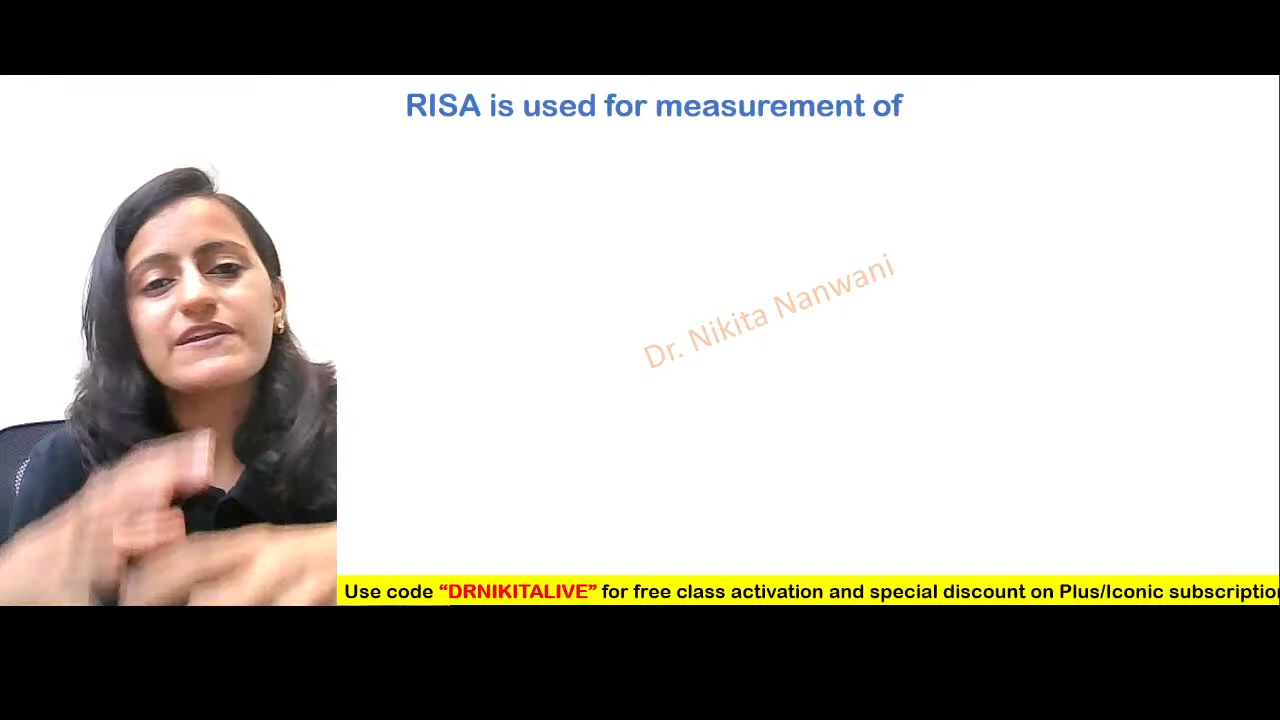 RISA is used for measurement of
Dr. Nikita Nanwani
Use code “DRNIKITALIVE” for free class activation and special discount on Plus/Iconic subscription